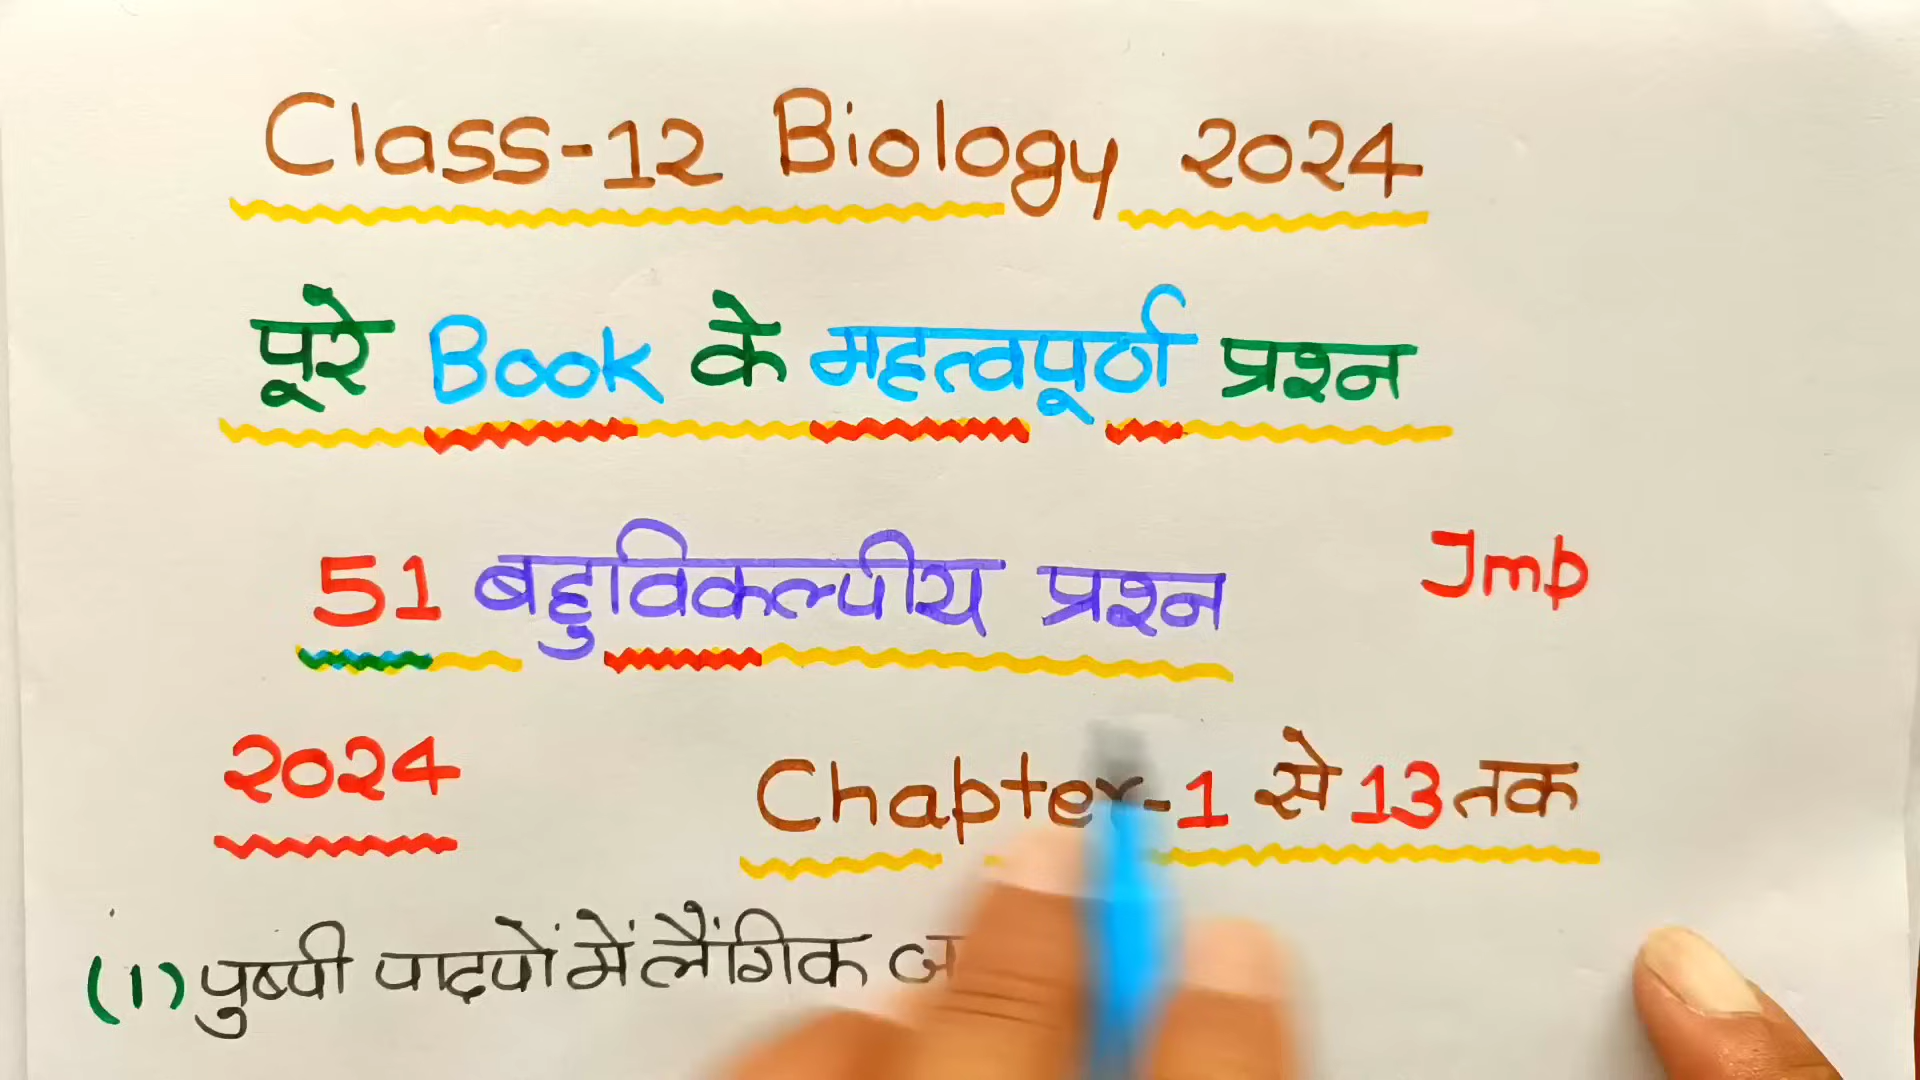 Class-12 Biology 2024
पूरे Book के महत्वपूर्ण प्रश्न
51 बहुविकल्पीय प्रश्न
Imp
2024
Chapter-1 से 13 तक
(1) पुष्पी पादपों में लैंगिक